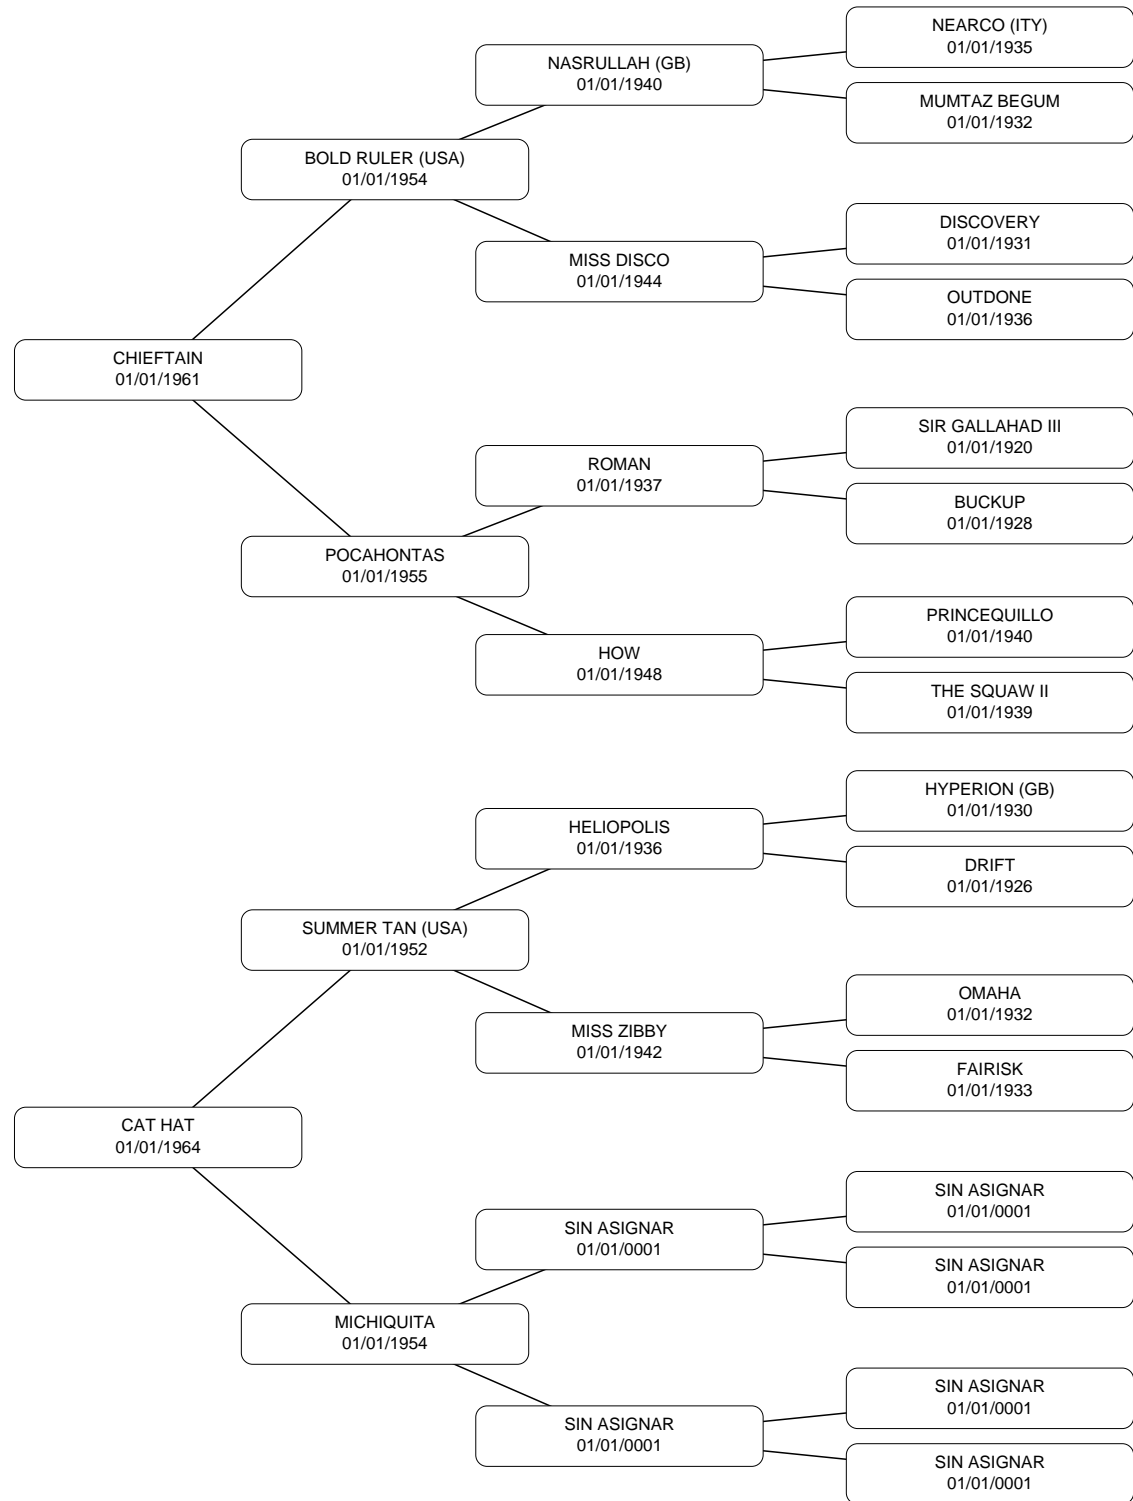 NEARCO (ITY)
01/01/1935
NASRULLAH (GB)
01/01/1940
MUMTAZ BEGUM
01/01/1932
BOLD RULER (USA)
01/01/1954
DISCOVERY
01/01/1931
MISS DISCO
01/01/1944
OUTDONE
01/01/1936
CHIEFTAIN
01/01/1961
SIR GALLAHAD III
01/01/1920
ROMAN
01/01/1937
BUCKUP
01/01/1928
POCAHONTAS
01/01/1955
PRINCEQUILLO
01/01/1940
HOW
01/01/1948
THE SQUAW II
01/01/1939
HYPERION (GB)
01/01/1930
HELIOPOLIS
01/01/1936
DRIFT
01/01/1926
SUMMER TAN (USA)
01/01/1952
OMAHA
01/01/1932
MISS ZIBBY
01/01/1942
FAIRISK
01/01/1933
CAT HAT
01/01/1964
SIN ASIGNAR
01/01/0001
SIN ASIGNAR
01/01/0001
SIN ASIGNAR
01/01/0001
MICHIQUITA
01/01/1954
SIN ASIGNAR
01/01/0001
SIN ASIGNAR
01/01/0001
SIN ASIGNAR
01/01/0001